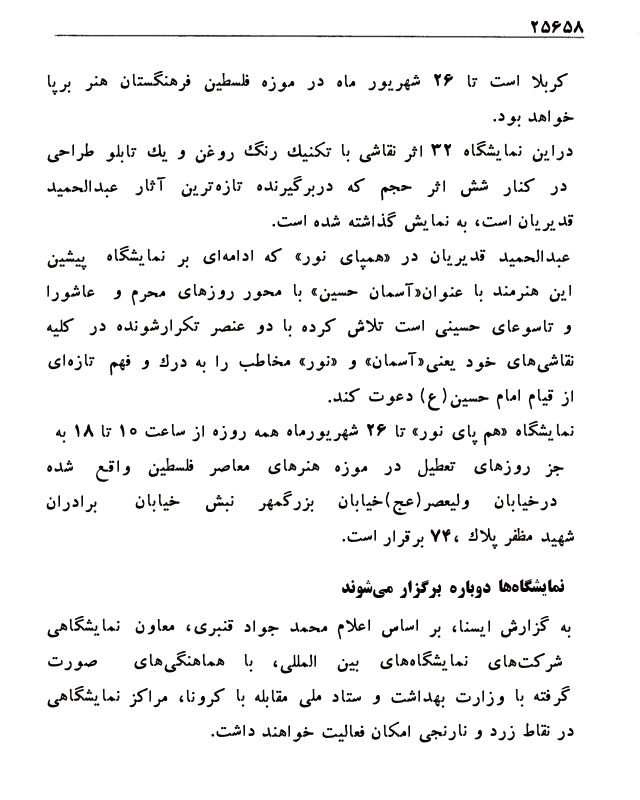 ۲۵۶۵۸
کربلا است تا ۲۶ شهریور ماه در موزه فلسطین فرهنگستان هنر برپا
خواهد بود.
دراین نمایشگاه ۳۲ اثر نقاشی با تکنیك رنگ روغن و یك تابلو طراحی
در کنار شش اثر حجم که دربرگیرنده تازه‌ترین آثار عبدالحمید
قدیریان است، به نمایش گذاشته شده است.
عبدالحمید قدیریان در «همپای نور» که ادامه‌ای بر نمایشگاه پیشین
این هنرمند با عنوان«آسمان حسین» با محور روزهای محرم و عاشورا
و تاسوعای حسینی است تلاش کرده با دو عنصر تکرارشونده در کلیه
نقاشی‌های خود یعنی«آسمان» و «نور» مخاطب را به درك و فهم تازه‌ای
از قیام امام حسین(ع) دعوت کند.
نمایشگاه «هم پای نور» تا ۲۶ شهریورماه همه روزه از ساعت ۱۰ تا ۱۸ به
جز روزهای تعطیل در موزه هنرهای معاصر فلسطین واقع شده
درخیابان ولیعصر(عج)خیابان بزرگمهر نبش خیابان برادران
شهید مظفر پلاك ،۷۴ برقرار است.
نمایشگاه‌ها دوباره برگزار می‌شوند
به گزارش ایسنا، بر اساس اعلام محمد جواد قنبری، معاون نمایشگاهی
شرکت‌های نمایشگاه‌های بین المللی، با هماهنگی‌های صورت
گرفته با وزارت بهداشت و ستاد ملی مقابله با کرونا، مراکز نمایشگاهی
در نقاط زرد و نارنجی امکان فعالیت خواهند داشت.